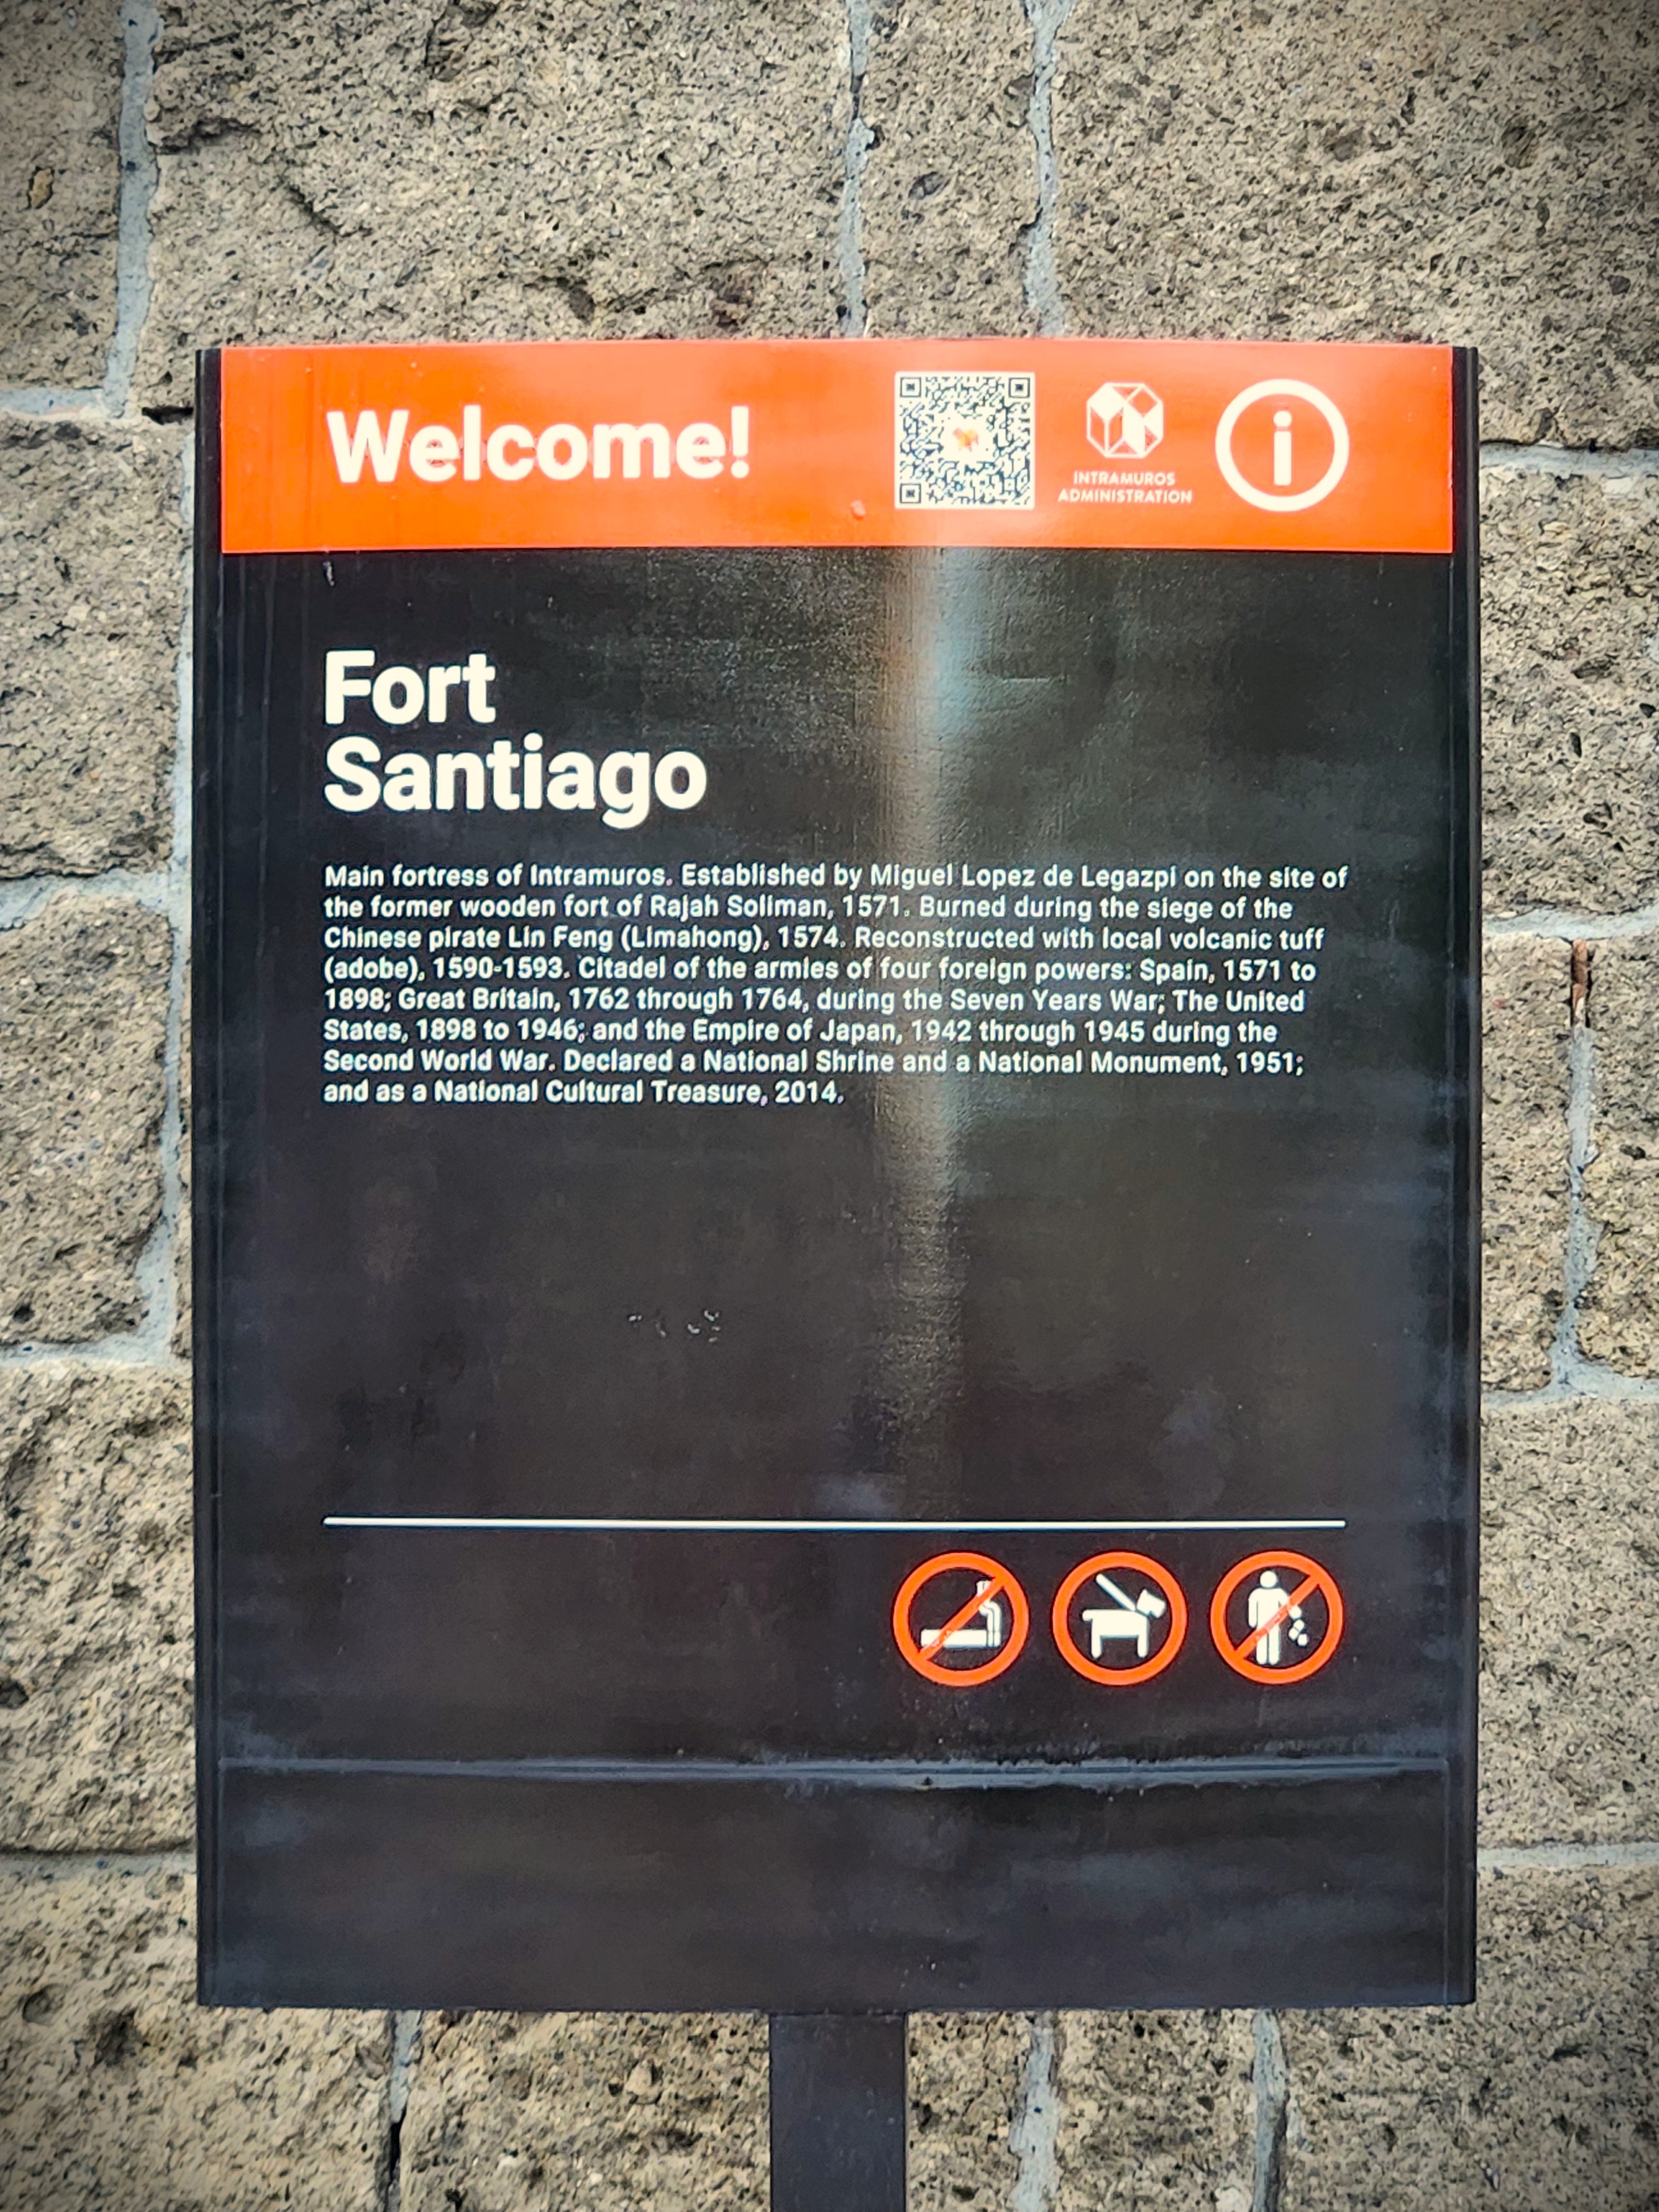 Welcome!
INTRAMUROS
ADMINISTRATION
i
Fort
Santiago
Main fortress of Intramuros. Established by Miguel Lopez de Legazpi on the site of
the former wooden fort of Rajah Soliman, 1571. Burned during the siege of the
Chinese pirate Lin Feng (Limahong), 1574. Reconstructed with local volcanic tuff
(adobe), 1590-1593. Citadel of the armies of four foreign powers: Spain, 1571 to
1898; Great Britain, 1762 through 1764, during the Seven Years War; The United
States, 1898 to 1946; and the Empire of Japan, 1942 through 1945 during the
Second World War. Declared a National Shrine and a National Monument, 1951;
and as a National Cultural Treasure, 2014.